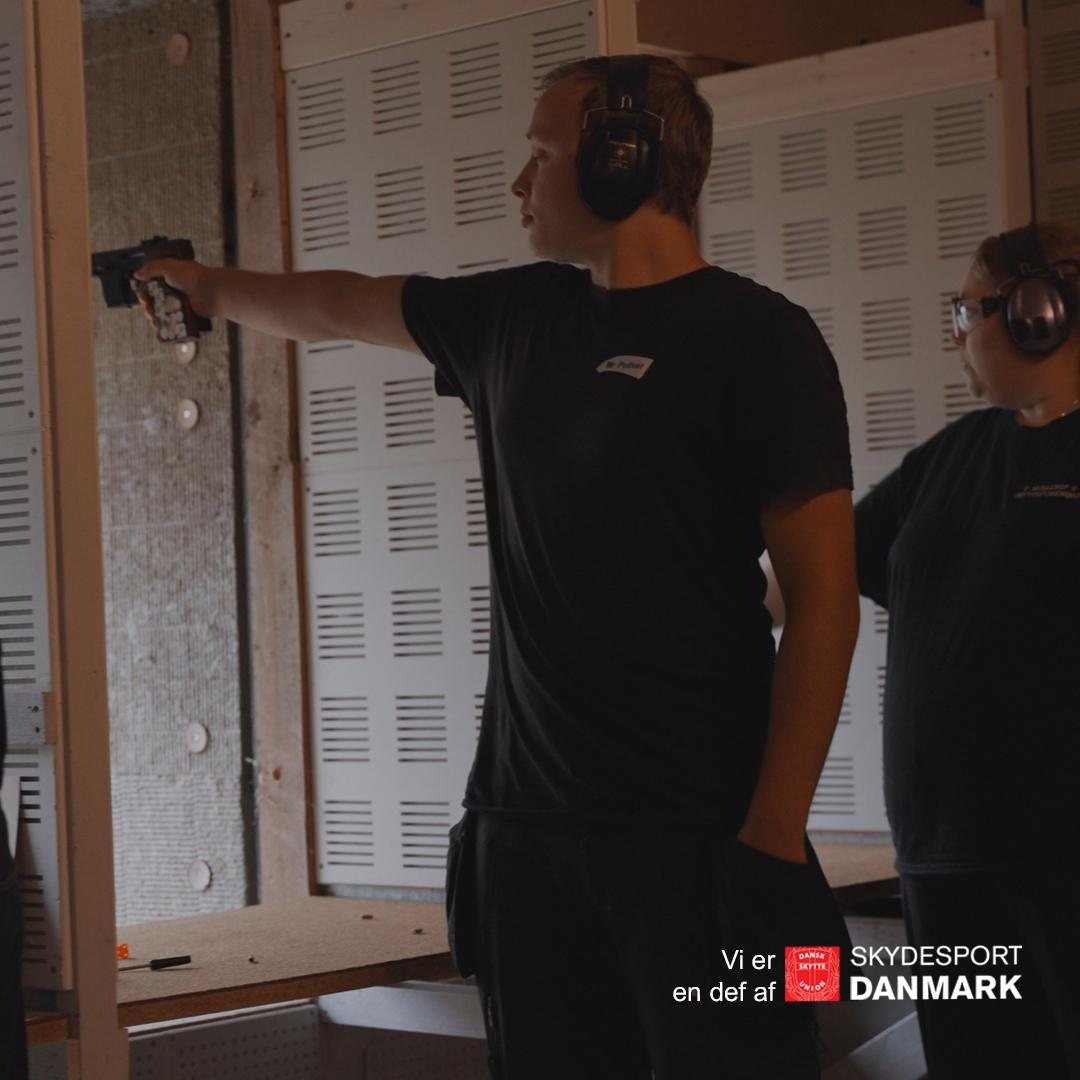 Vi er
en def af
DANSK
SKYTTE
UNION
SKYDESPORT
DANMARK